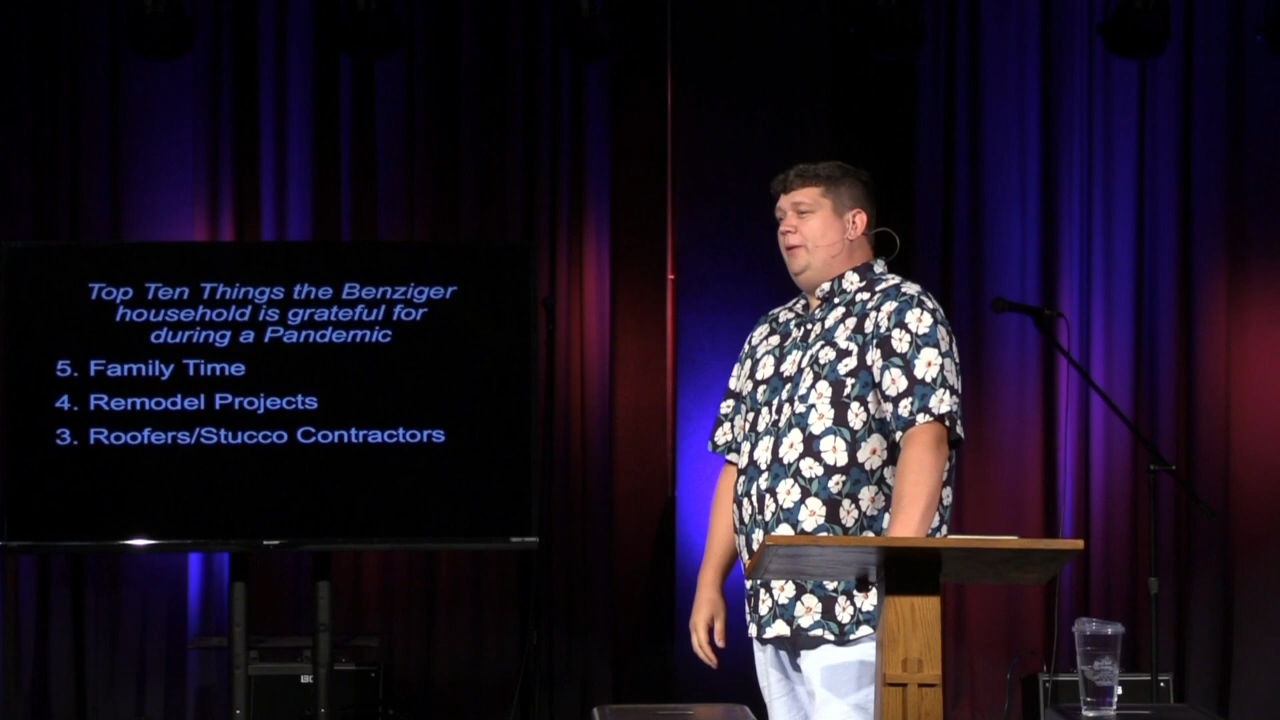 Top Ten Things the Benziger
household is grateful for
during a Pandemic
5. Family Time
4. Remodel Projects
3. Roofers/Stucco Contractors